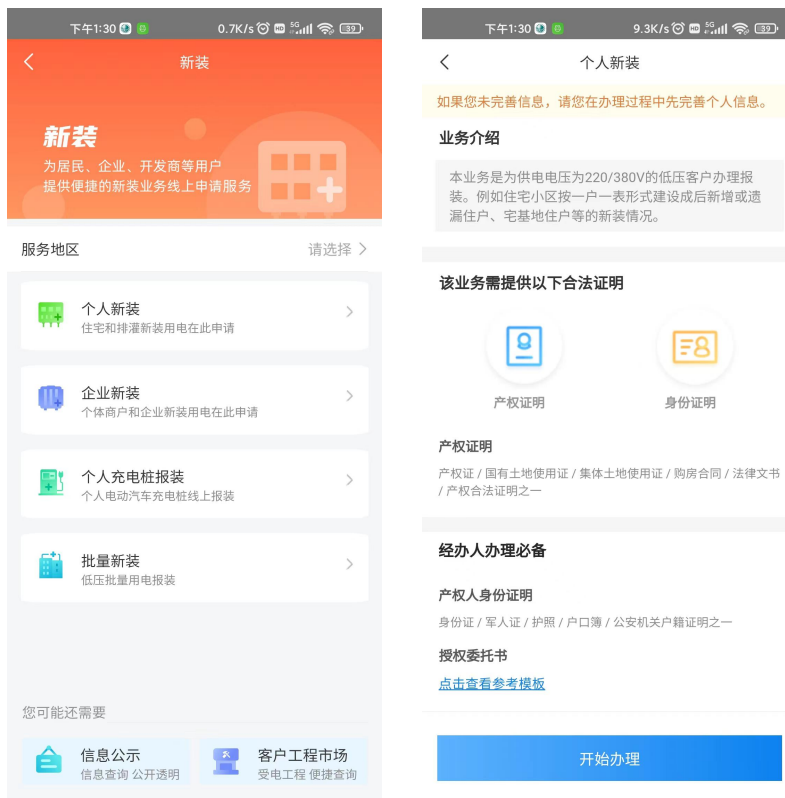 下午1:30
0.7K/s
HD
5G
39
新装
新装
为居民、企业、开发商等用户
提供便捷的新装业务线上申请服务
服务地区
请选择
个人新装
住宅和排灌新装用电在此申请
企业新装
个体商户和企业新装用电在此申请
个人充电桩报装
个人电动汽车充电桩线上报装
批量新装
低压批量用电报装
您可能还需要
信息公示
信息查询 公开透明
客户工程市场
受电工程 便捷查询
下午1:30
9.3K/s
HD
5G
39
个人新装
如果您未完善信息，请您在办理过程中先完善个人信息。
业务介绍
本业务是为供电电压为220/380V的低压客户办理报
装。例如住宅小区按一户一表形式建设成后新增或遗
漏住户、宅基地住户等的新装情况。
该业务需提供以下合法证明
产权证明
身份证明
产权证明
产权证 / 国有土地使用证 / 集体土地使用证 / 购房合同 / 法律文书
/ 产权合法证明之一
经办人办理必备
产权人身份证明
身份证 / 军人证 / 护照 / 户口簿 / 公安机关户籍证明之一
授权委托书
点击查看参考模板
开始办理